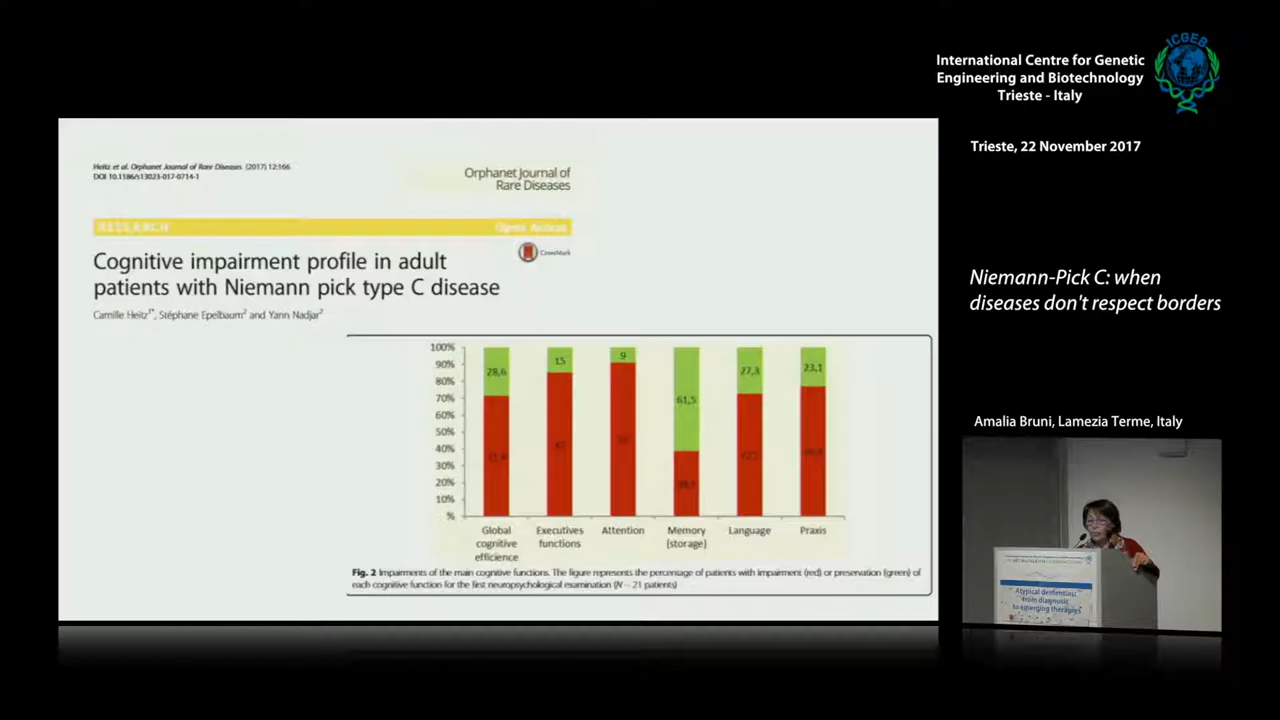 ICGEB
International Centre for Genetic
Engineering and Biotechnology
Trieste - Italy
Trieste, 22 November 2017
Niemann-Pick C: when
diseases don't respect borders
Amalia Bruni, Lamezia Terme, Italy
Heitz et al. Orphanet Journal of Rare Diseases (2017) 12:166
DOI 10.1186/s13023-017-0714-1
Orphanet Journal of
Rare Diseases
RESEARCH
Open Access
CrossMark
Cognitive impairment profile in adult
patients with Niemann pick type C disease
Camille Heitz1*, Stéphane Epelbaum2 and Yann Nadjar2
100%
90%
80%
70%
60%
50%
40%
30%
20%
10%
%
28,6
15
9
61,5
27,3
23,1
Global cognitive efficience
Executives functions
Attention
Memory (storage)
Language
Praxis
Fig. 2 Impairments of the main cognitive functions. The figure represents the percentage of patients with impairment (red) or preservation (green) of
each cognitive function for the first neuropsychological examination (N = 21 patients)
Atypical dementias:
from diagnosis
to emerging therapies